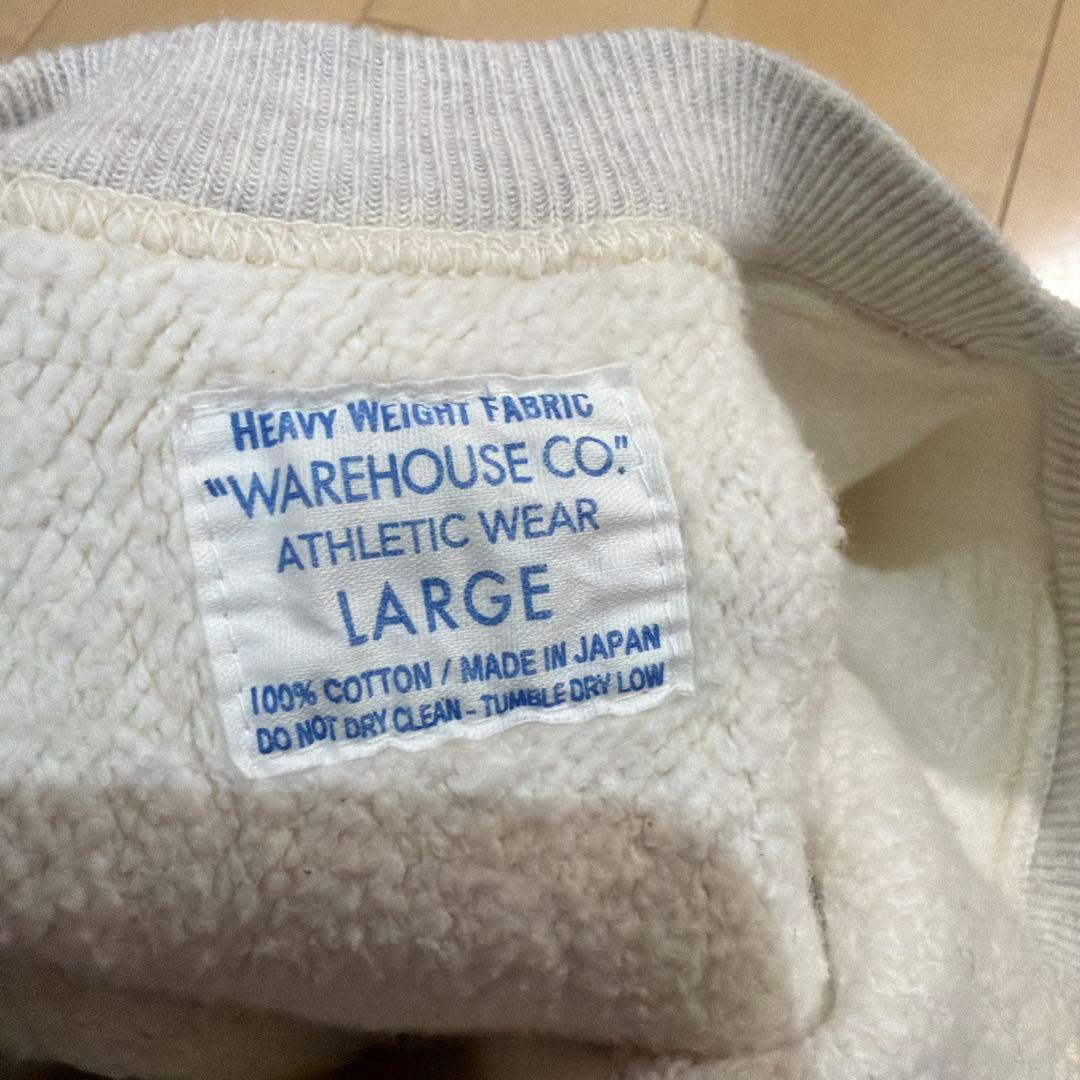 HEAVY WEIGHT FABRIC
"WAREHOUSE CO."
ATHLETIC WEAR
LARGE
100% COTTON / MADE IN JAPAN
DO NOT DRY CLEAN - TUMBLE DRY LOW